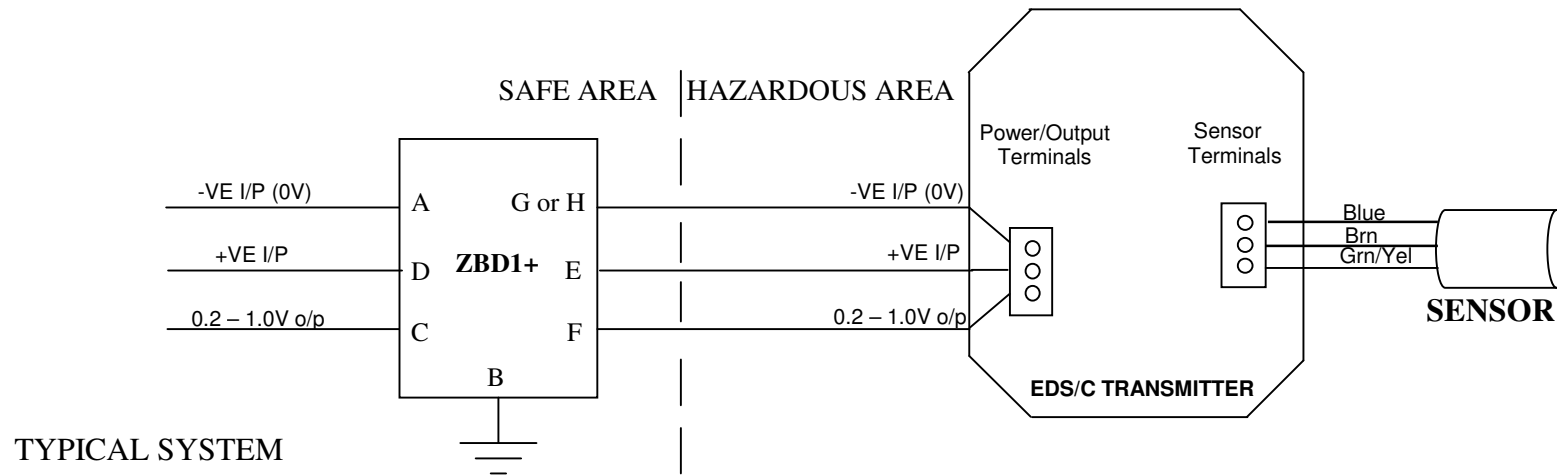 SAFE AREA
HAZARDOUS AREA
Power/Output
Terminals
Sensor
Terminals
-VE I/P (0V)
A
G or H
-VE I/P (0V)
Blue
+VE I/P
D
ZBD1+
E
+VE I/P
Brn
Grn/Yel
0.2 – 1.0V o/p
C
F
0.2 – 1.0V o/p
SENSOR
B
EDS/C TRANSMITTER
TYPICAL SYSTEM